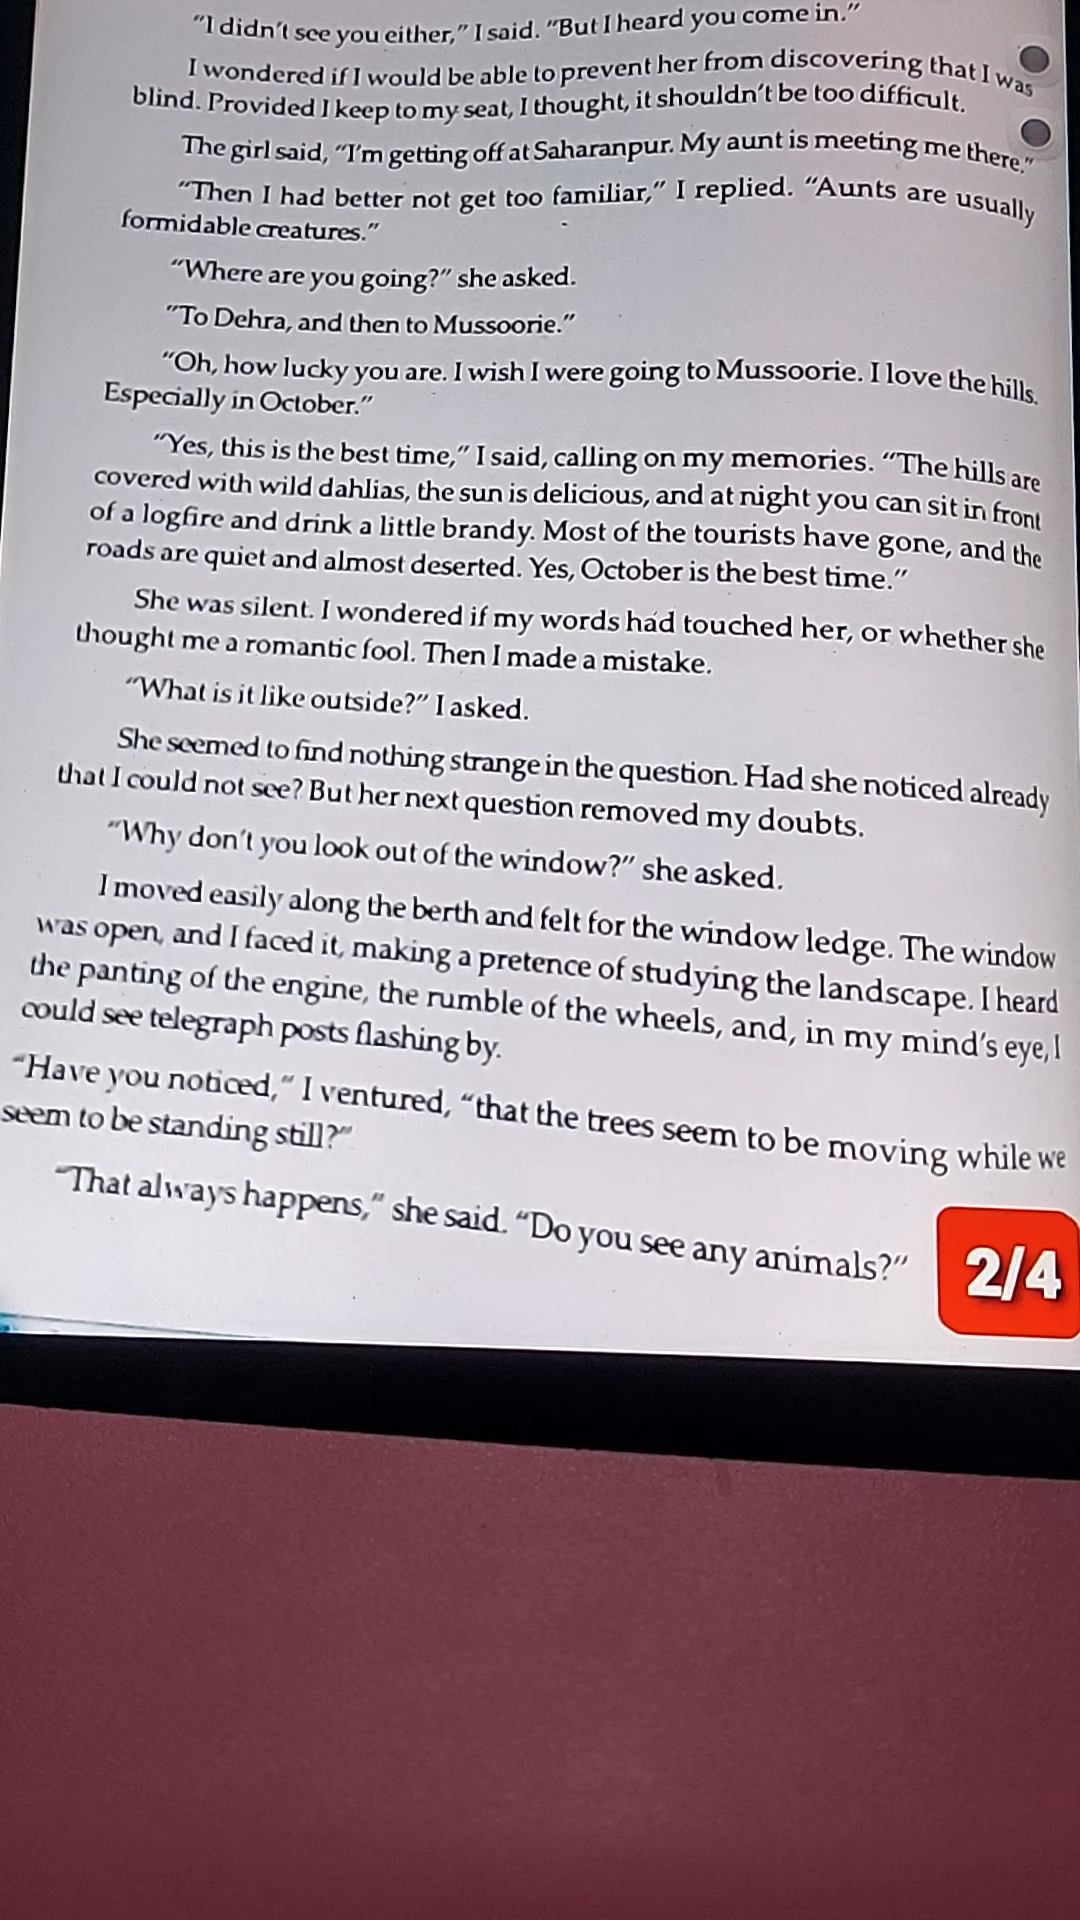 "I didn't see you either," I said. "But I heard you come in."
I wondered if I would be able to prevent her from discovering that I was
blind. Provided I keep to my seat, I thought, it shouldn't be too difficult.
The girl said, "I'm getting off at Saharanpur. My aunt is meeting me there."
"Then I had better not get too familiar," I replied. "Aunts are usually
formidable creatures."
"Where are you going?" she asked.
"To Dehra, and then to Mussoorie."
"Oh, how lucky you are. I wish I were going to Mussoorie. I love the hills.
Especially in October."
"Yes, this is the best time," I said, calling on my memories. "The hills are
covered with wild dahlias, the sun is delicious, and at night you can sit in front
of a logfire and drink a little brandy. Most of the tourists have gone, and the
roads are quiet and almost deserted. Yes, October is the best time."
She was silent. I wondered if my words had touched her, or whether she
thought me a romantic fool. Then I made a mistake.
"What is it like outside?" I asked.
She seemed to find nothing strange in the question. Had she noticed already
that I could not see? But her next question removed my doubts.
"Why don't you look out of the window?" she asked.
I moved easily along the berth and felt for the window ledge. The window
was open, and I faced it, making a pretence of studying the landscape. I heard
the panting of the engine, the rumble of the wheels, and, in my mind's eye, I
could see telegraph posts flashing by.
"Have you noticed," I ventured, "that the trees seem to be moving while we
seem to be standing still?"
"That always happens," she said. "Do you see any animals?"
2/4